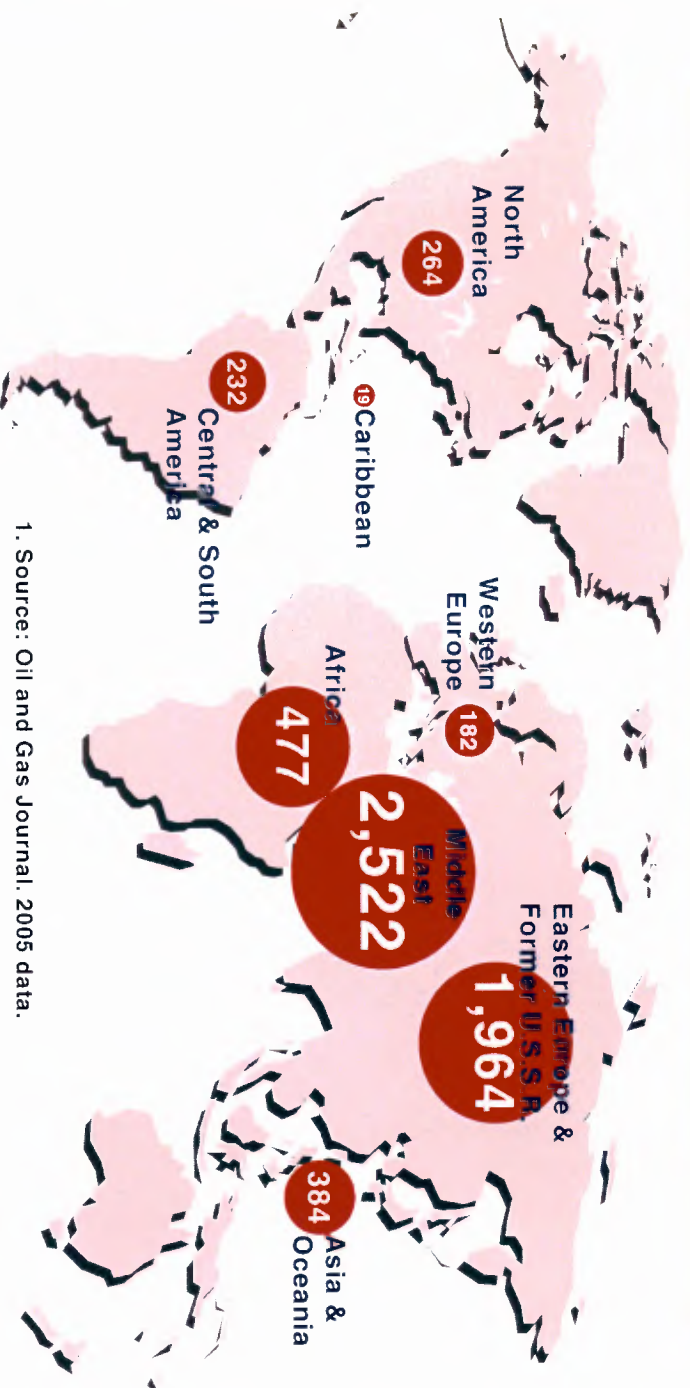 North
America
264
19 Caribbean
232
Central & South
America
Western
Europe
182
Africa
477
Middle
East
2,522
Eastern Europe &
Former U.S.S.R.
1,964
384
Asia &
Oceania
1. Source: Oil and Gas Journal. 2005 data.